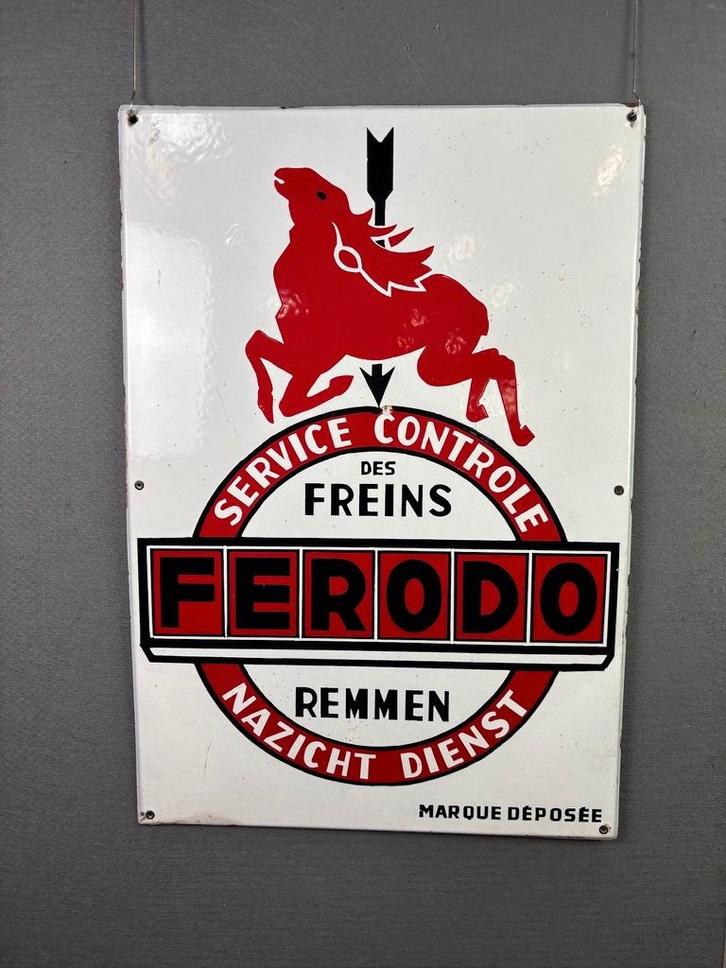 SERVICE CONTROLE
DES
FREINS
FERODO
REMMEN
NAZICHT DIENST
MARQUE DÉPOSÉE